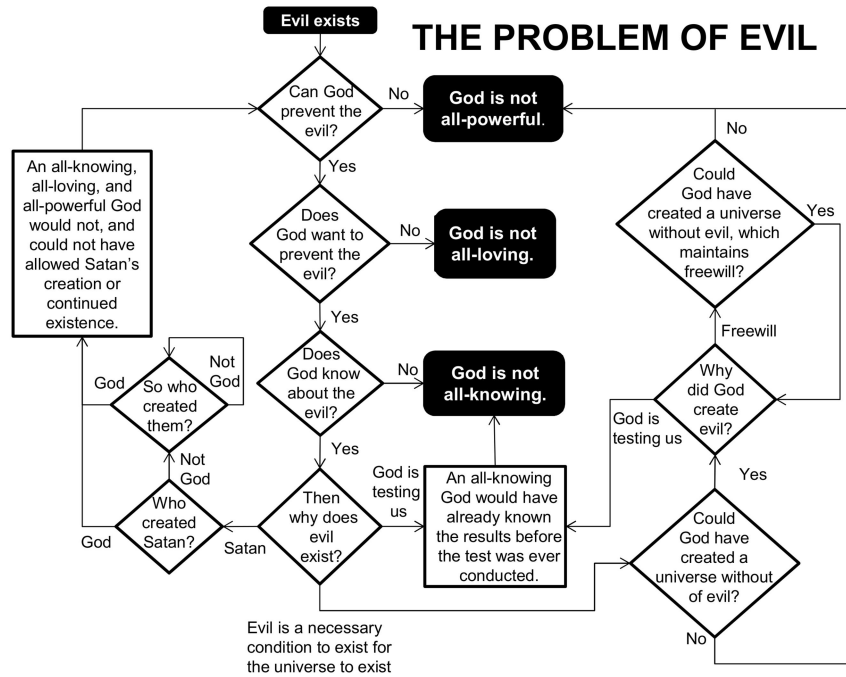 Evil exists
THE PROBLEM OF EVIL
Can God
prevent the
evil?
No
God is not
all-powerful.
Yes
Does
God want to
prevent the
evil?
No
God is not
all-loving.
Yes
Does
God know
about the
evil?
No
God is not
all-knowing.
Yes
Then
why does
evil
exist?
God is
testing
us
An all-knowing
God would have
already known
the results before
the test was ever
conducted.
Satan
Who
created
Satan?
God
Not
God
So who
created
them?
Not
God
God
An all-knowing,
all-loving, and
all-powerful God
would not, and
could not have
allowed Satan's
creation or
continued
existence.
Evil is a necessary
condition to exist for
the universe to exist
Could
God have
created a
universe without
of evil?
No
Yes
Why
did God
create
evil?
God is
testing us
Freewill
Could
God have
created a universe
without evil, which
maintains
freewill?
No
Yes